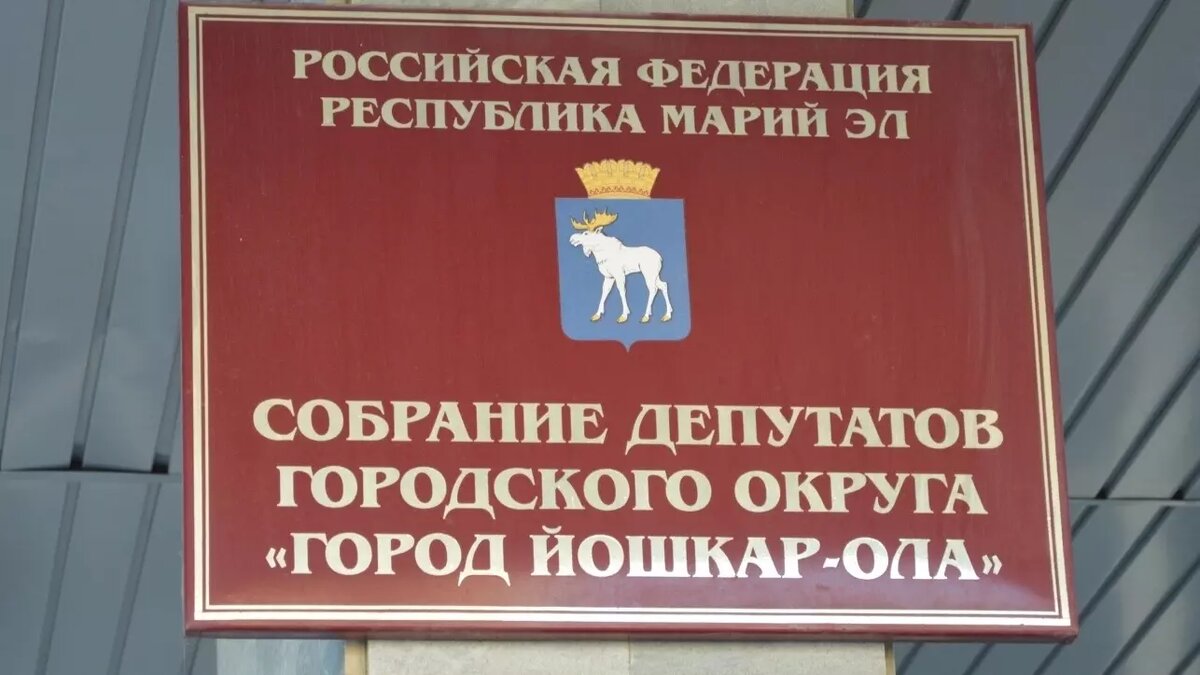 РОССИЙСКАЯ ФЕДЕРАЦИЯ
РЕСПУБЛИКА МАРИЙ ЭЛ
СОБРАНИЕ ДЕПУТАТОВ
ГОРОДСКОГО ОКРУГА
«ГОРОД ЙОШКАР-ОЛА»